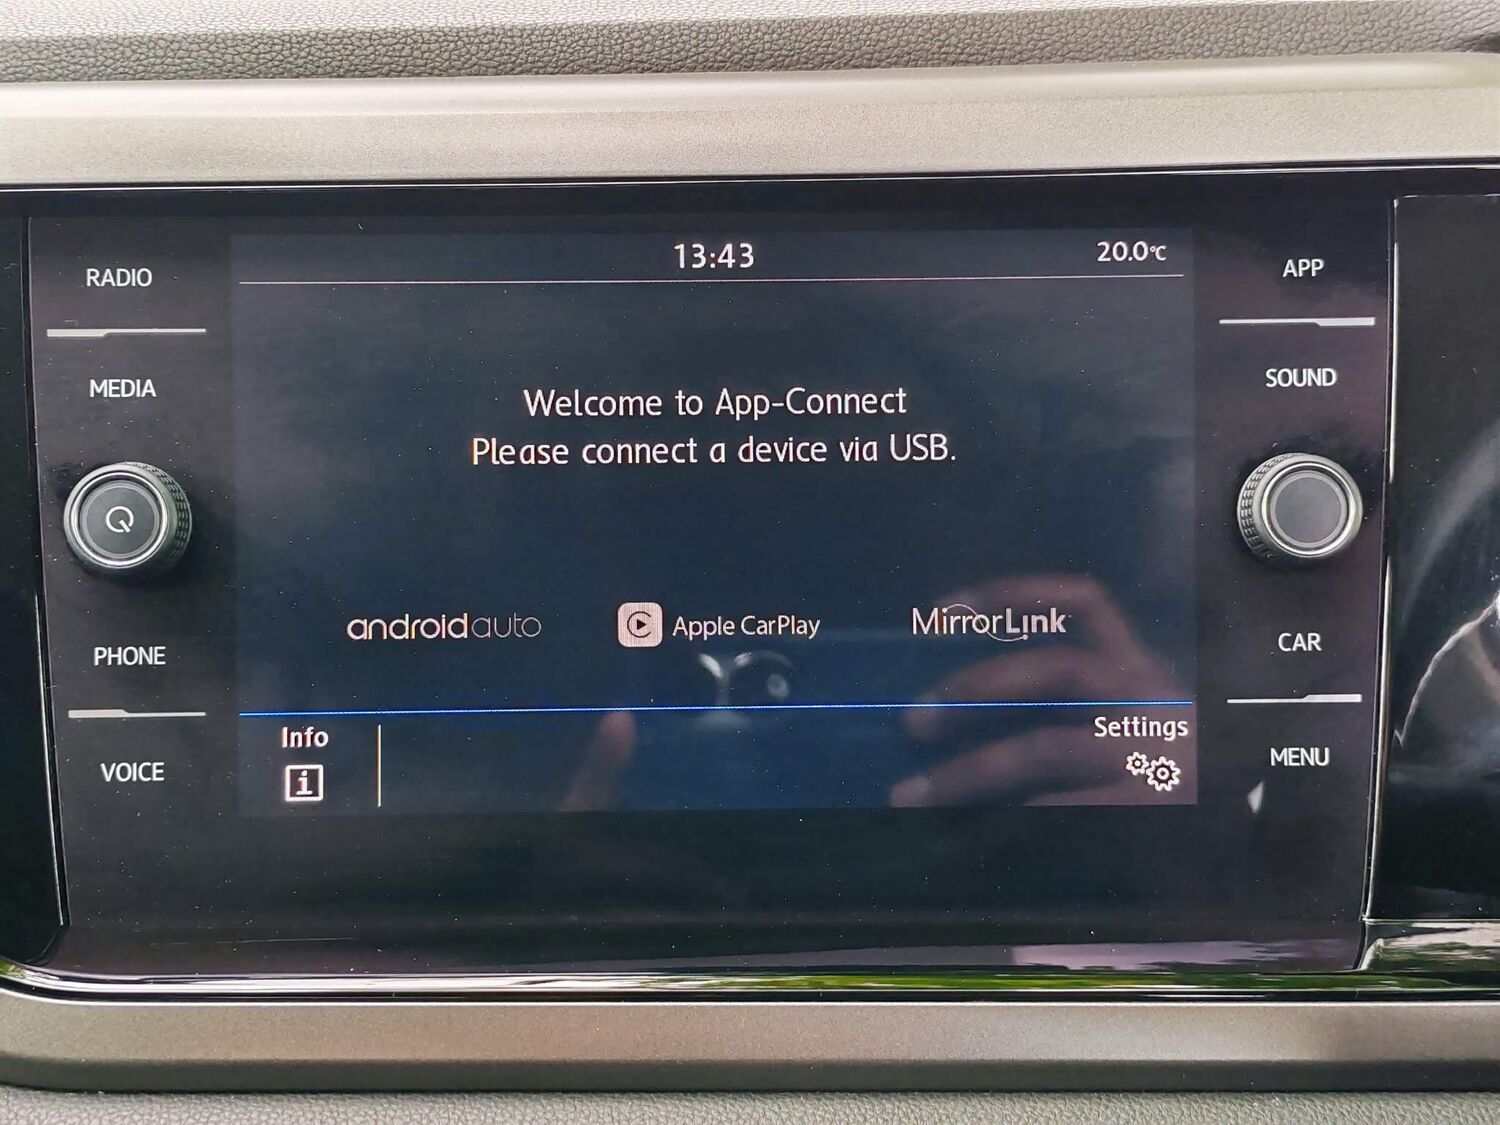 13:43
20.0°C
RADIO
MEDIA
PHONE
VOICE
Welcome to App-Connect
Please connect a device via USB.
androidauto
Apple CarPlay
MirrorLink
Info
i
Settings
APP
SOUND
CAR
MENU